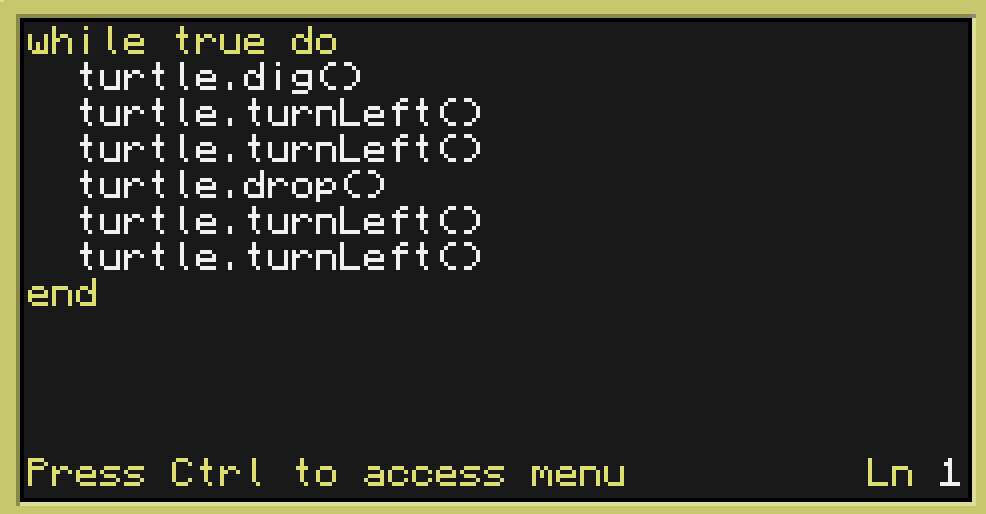 while true do
  turtle.dig()
  turtle.turnLeft()
  turtle.turnLeft()
  turtle.drop()
  turtle.turnLeft()
  turtle.turnLeft()
end
Press Ctrl to access menu Ln 1